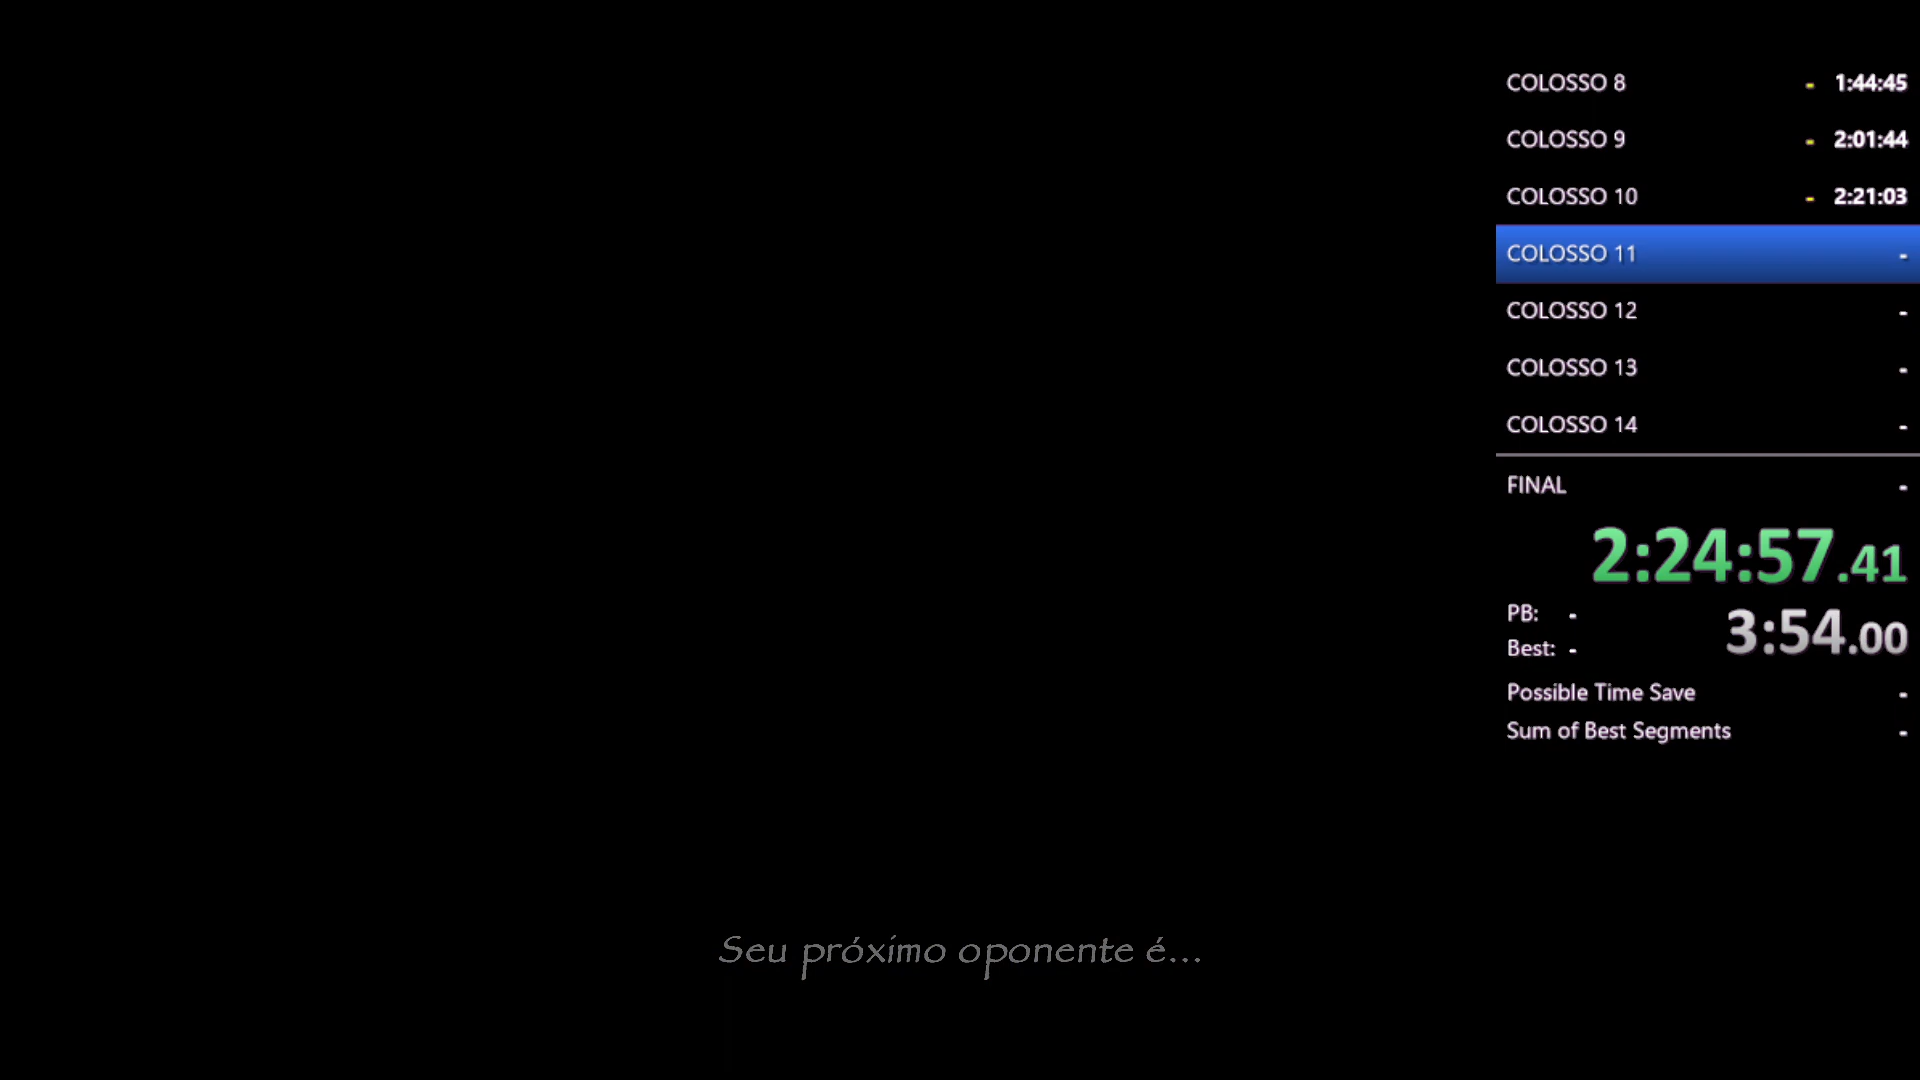 COLOSSO 8 - 1:44:45
COLOSSO 9 - 2:01:44
COLOSSO 10 - 2:21:03
COLOSSO 11 -
COLOSSO 12 -
COLOSSO 13 -
COLOSSO 14 -
FINAL -
2:24:57.41
PB: - 3:54.00
Best: -
Possible Time Save -
Sum of Best Segments -
Seu próximo oponente é...